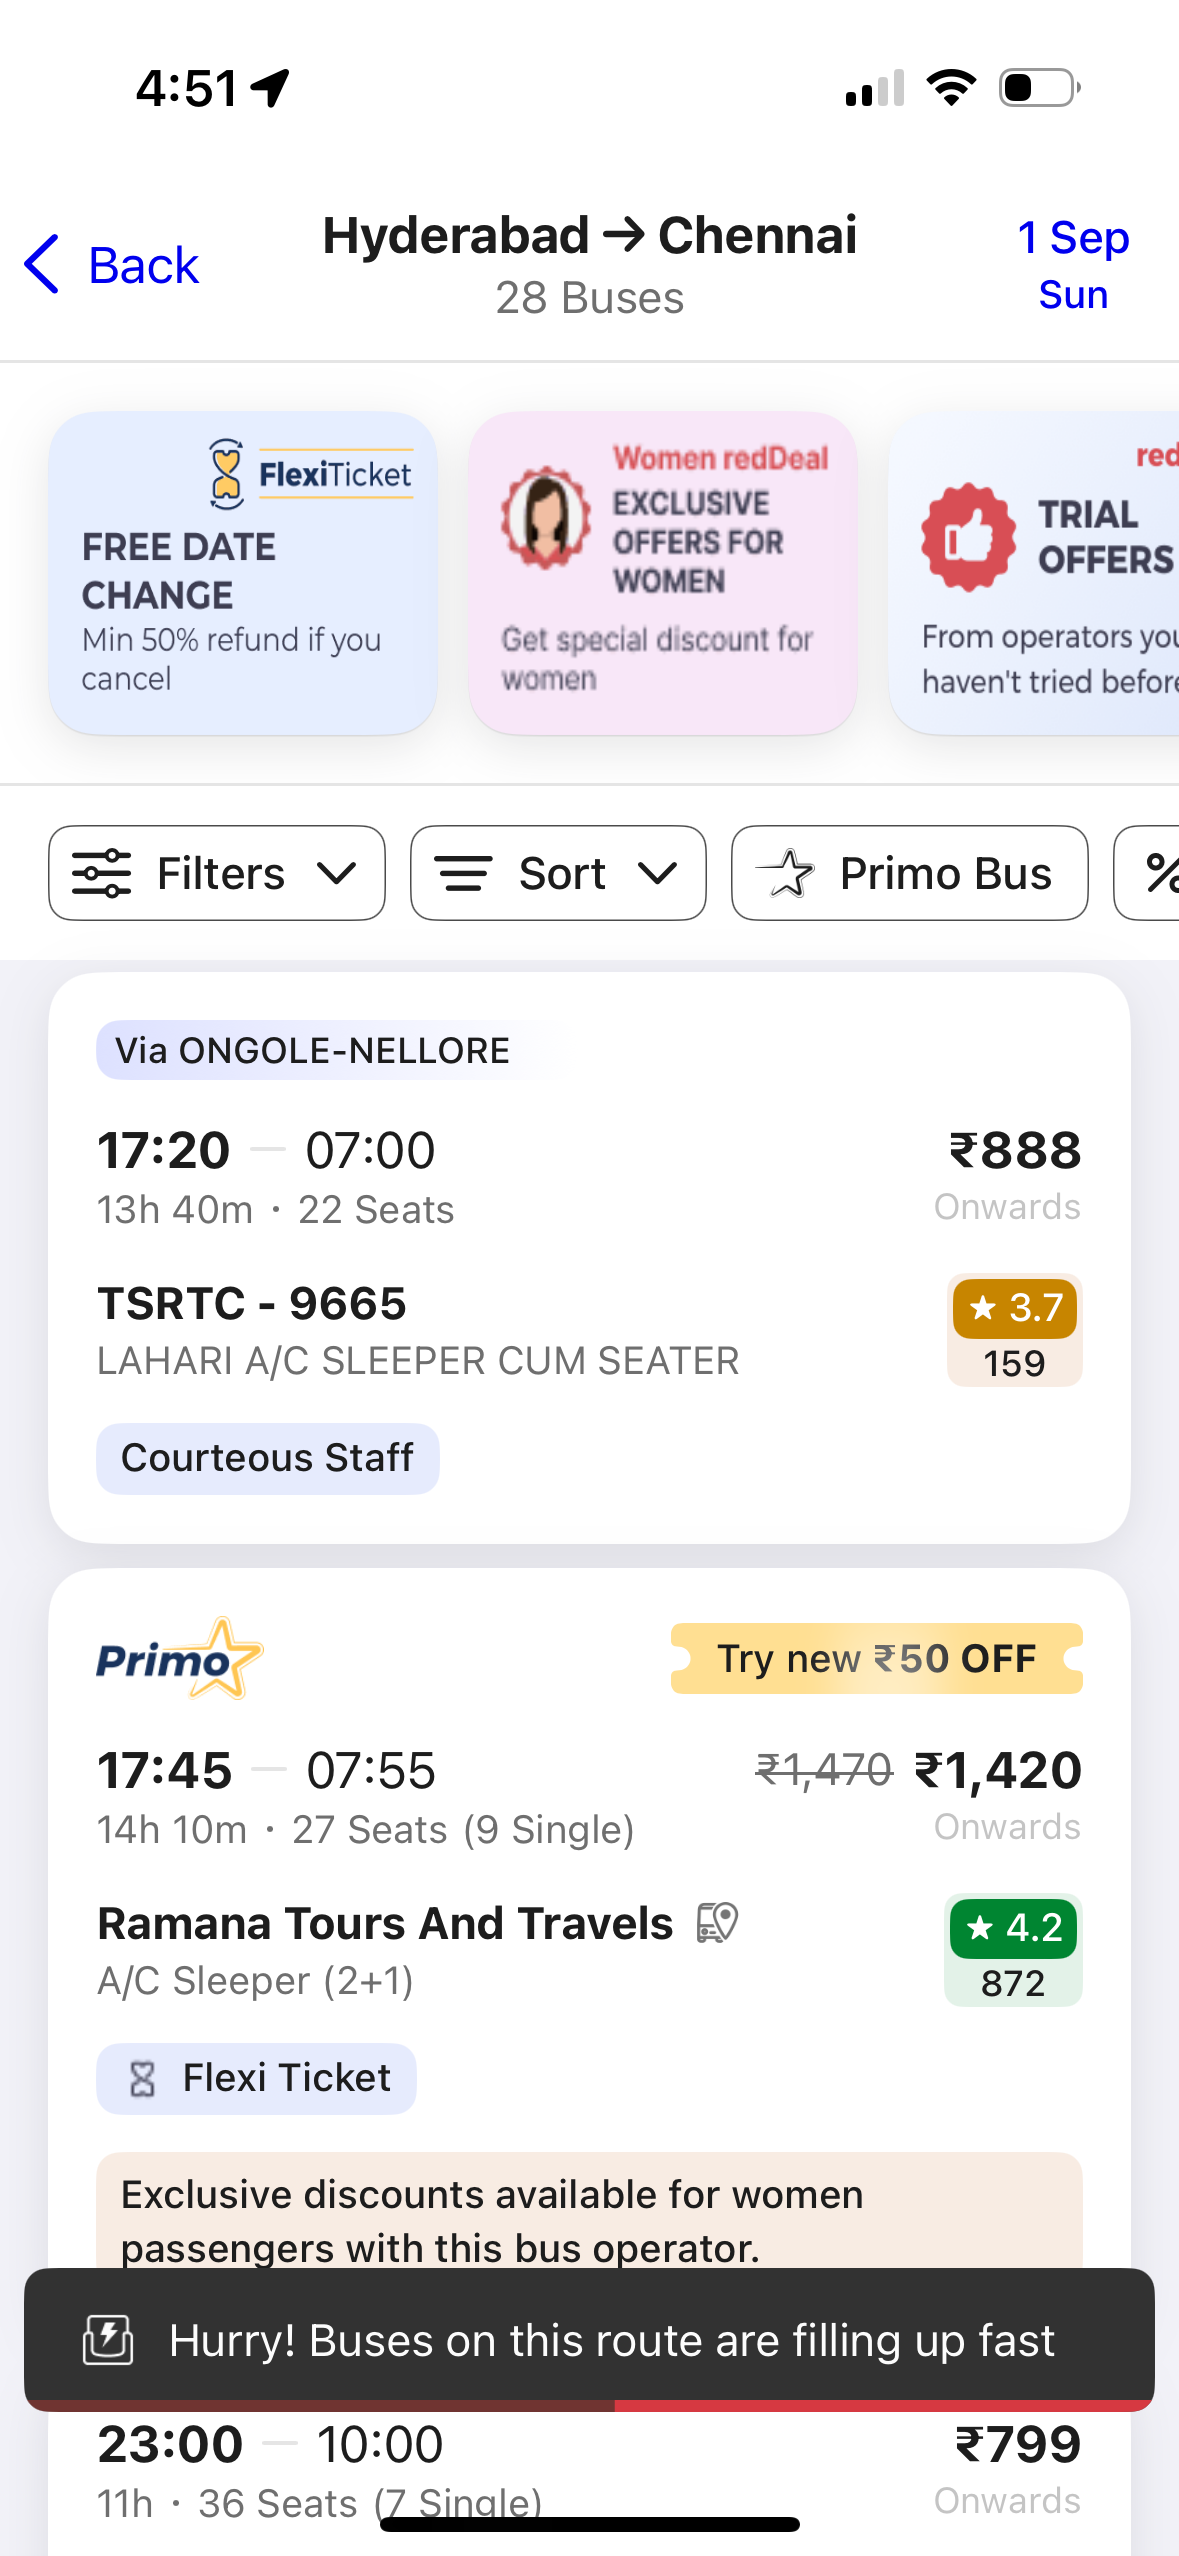 4:51
Back
Hyderabad → Chennai
28 Buses
1 Sep
Sun
FlexiTicket
FREE DATE
CHANGE
Min 50% refund if you
cancel
Women redDeal
EXCLUSIVE
OFFERS FOR
WOMEN
Get special discount for
women
red
TRIAL
OFFERS
From operators you
haven't tried before
Filters
Sort
Primo Bus
%
Via ONGOLE-NELLORE
17:20 — 07:00
₹888
13h 40m · 22 Seats
Onwards
TSRTC - 9665
★ 3.7
LAHARI A/C SLEEPER CUM SEATER
159
Courteous Staff
Primo
Try new ₹50 OFF
17:45 — 07:55
₹1,470 ₹1,420
14h 10m · 27 Seats (9 Single)
Onwards
Ramana Tours And Travels
★ 4.2
A/C Sleeper (2+1)
872
Flexi Ticket
Exclusive discounts available for women
passengers with this bus operator.
Hurry! Buses on this route are filling up fast
23:00 — 10:00
₹799
11h · 36 Seats (7 Single)
Onwards